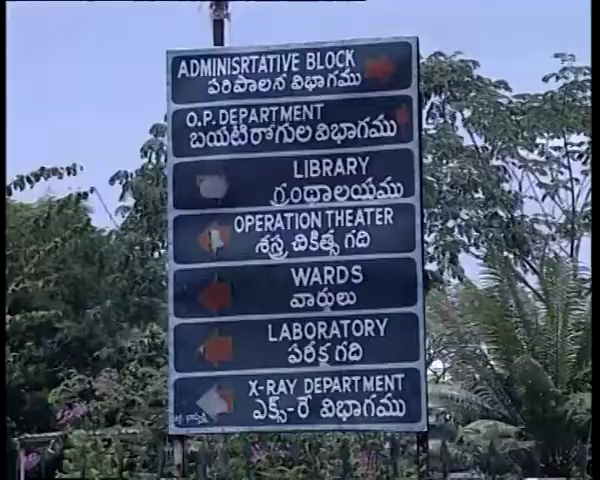 ADMINISRTATIVE BLOCK
పరిపాలన విభాగము
O.P. DEPARTMENT
బయటిరోగుల విభాగము
LIBRARY
గ్రంథాలయము
OPERATION THEATER
శస్త్ర చికిత్స గది
WARDS
వార్డులు
LABORATORY
పరీక్ష గది
X-RAY DEPARTMENT
ఎక్స్-రే విభాగము